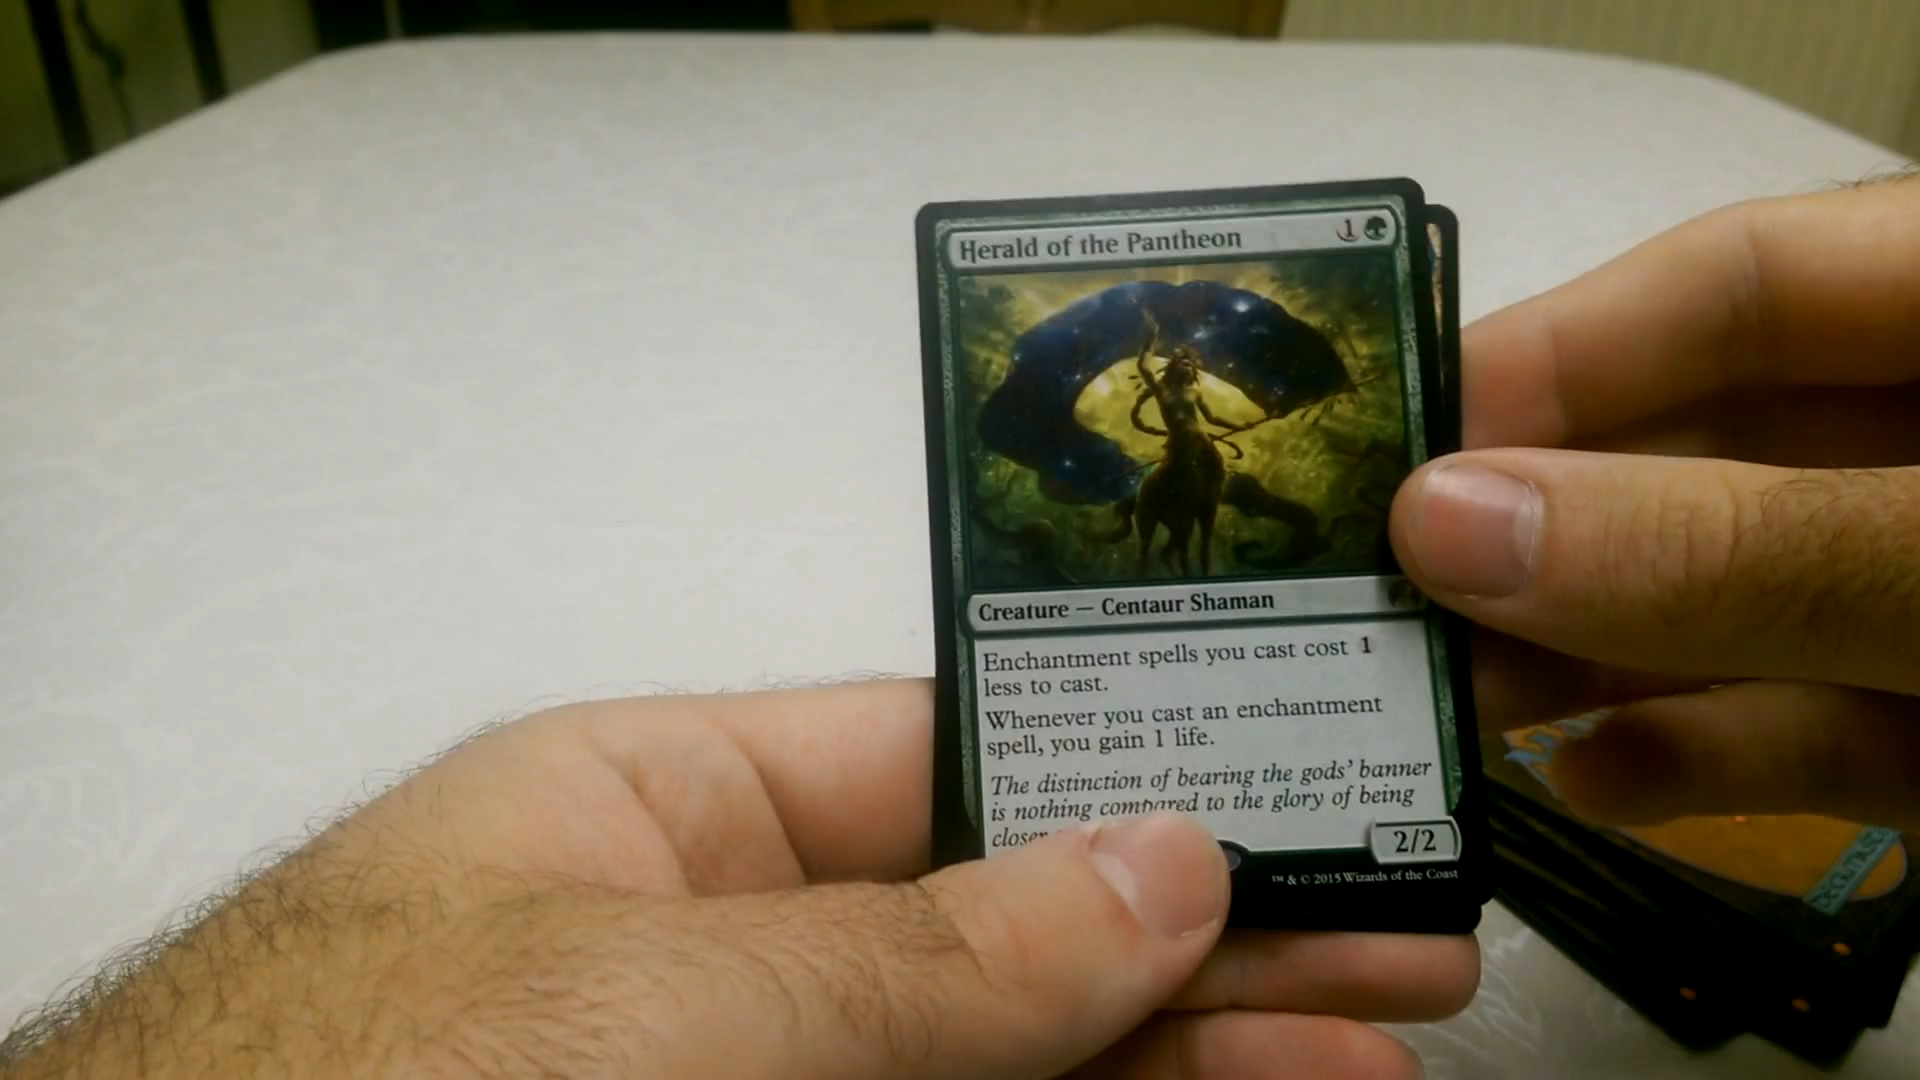 Herald of the Pantheon 1
Creature — Centaur Shaman
Enchantment spells you cast cost 1
less to cast.
Whenever you cast an enchantment
spell, you gain 1 life.
The distinction of bearing the gods' banner
is nothing compared to the glory of being
closer
2/2
™ & © 2015 Wizards of the Coast